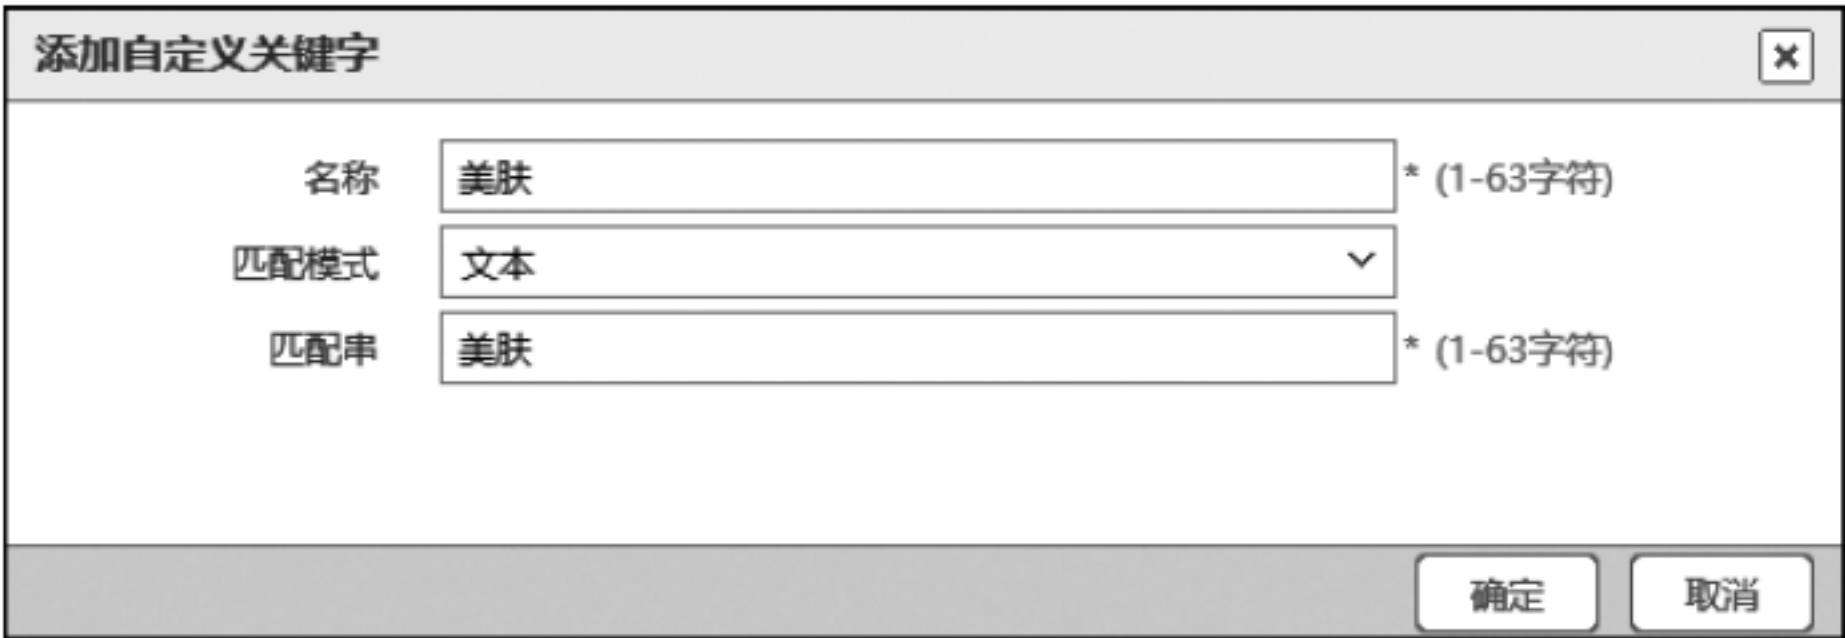 添加自定义关键字
名称 美肤 * (1-63字符)
匹配模式 文本
匹配串 美肤 * (1-63字符)
确定 取消